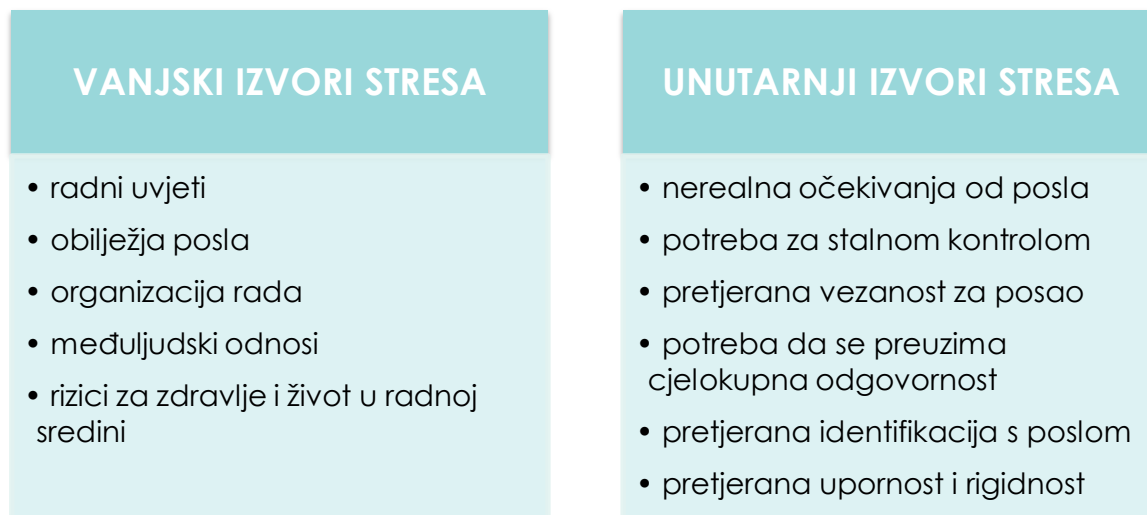 VANJSKI IZVORI STRESA
• radni uvjeti
• obilježja posla
• organizacija rada
• međuljudski odnosi
• rizici za zdravlje i život u radnoj
sredini
UNUTARNJI IZVORI STRESA
• nerealna očekivanja od posla
• potreba za stalnom kontrolom
• pretjerana vezanost za posao
• potreba da se preuzima
cjelokupna odgovornost
• pretjerana identifikacija s poslom
• pretjerana upornost i rigidnost